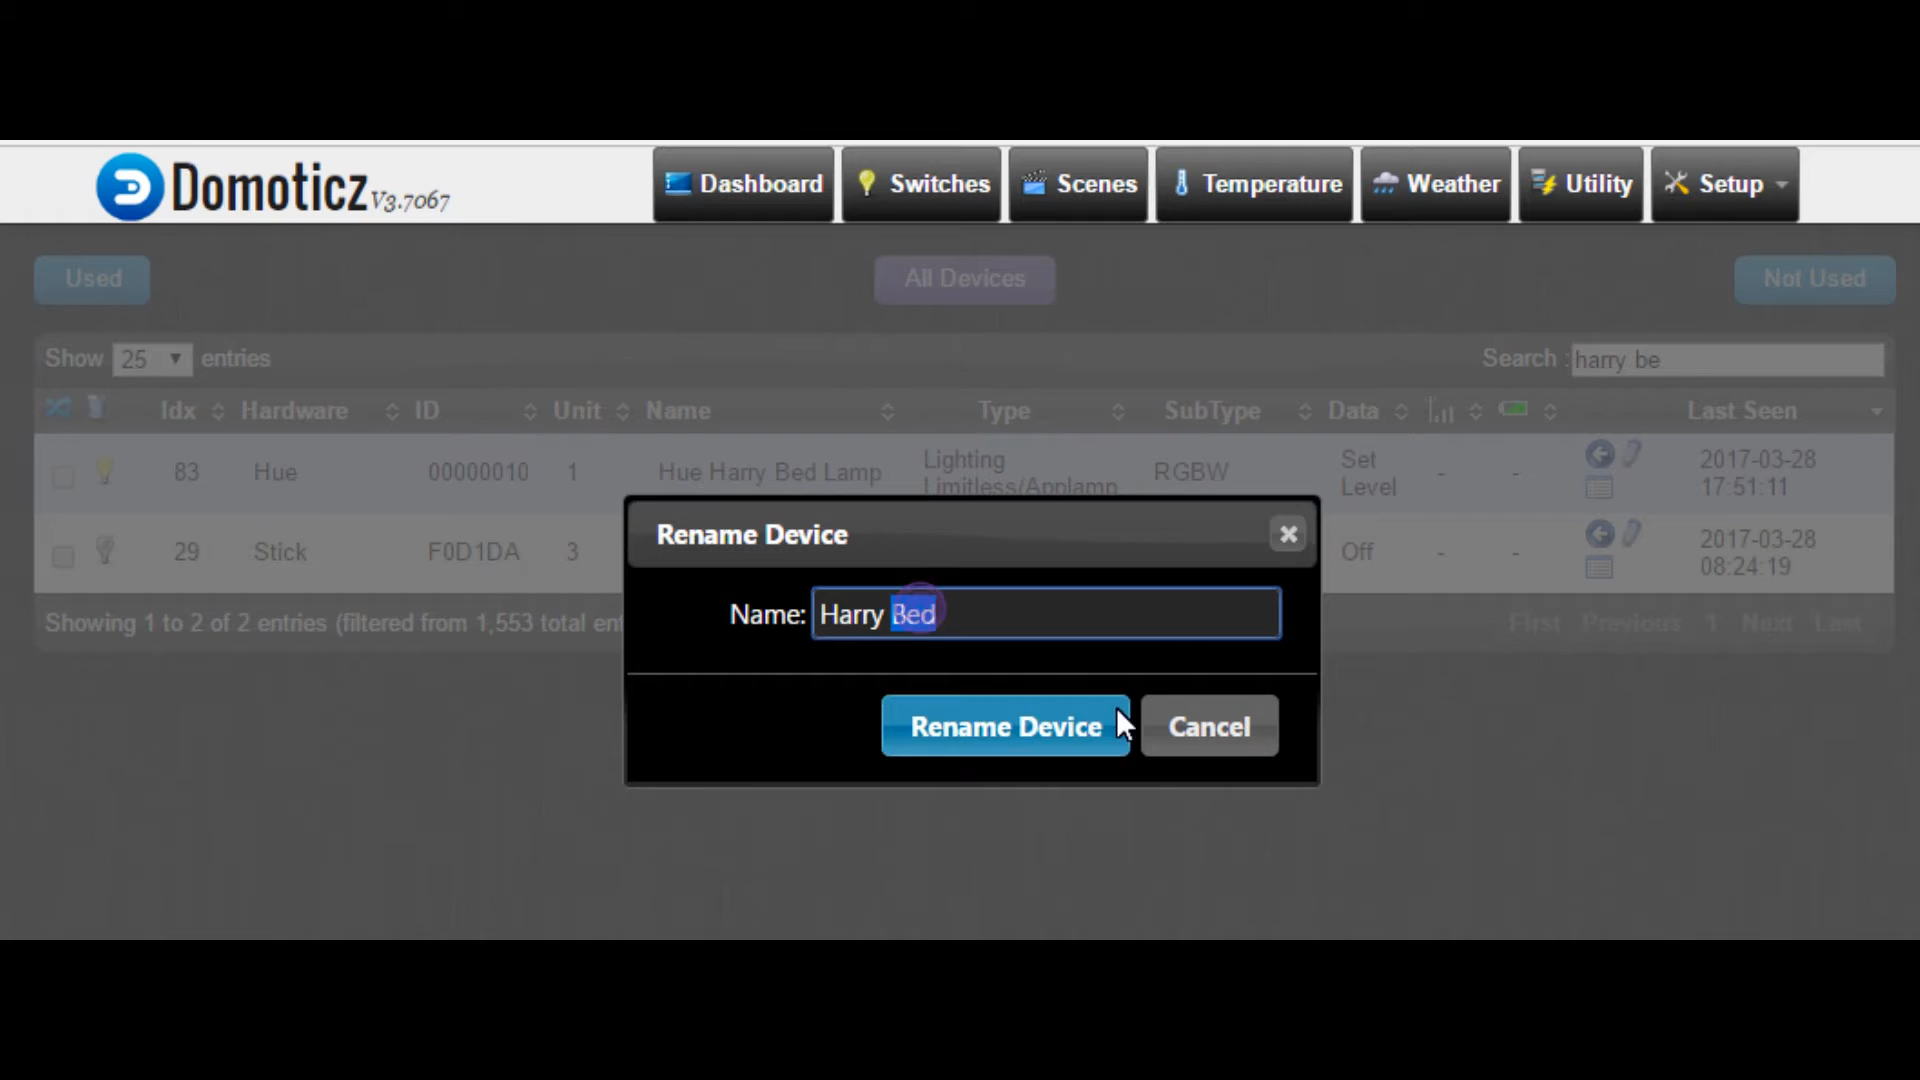 Domoticz V3.7067
Dashboard Switches Scenes Temperature Weather Utility Setup
Used All Devices Not Used
Show 25 entries Search : harry be
Idx Hardware ID Unit Name Type SubType Data Last Seen
83 Hue 00000010 1 Hue Harry Bed Lamp Lighting Limitless/Applamp RGBW Set Level - - 2017-03-28 17:51:11
29 Stick F0D1DA 3 Off - - 2017-03-28 08:24:19
Showing 1 to 2 of 2 entries (filtered from 1,553 total First Previous 1 Next Last
Rename Device
Name: Harry Bed
Rename Device Cancel